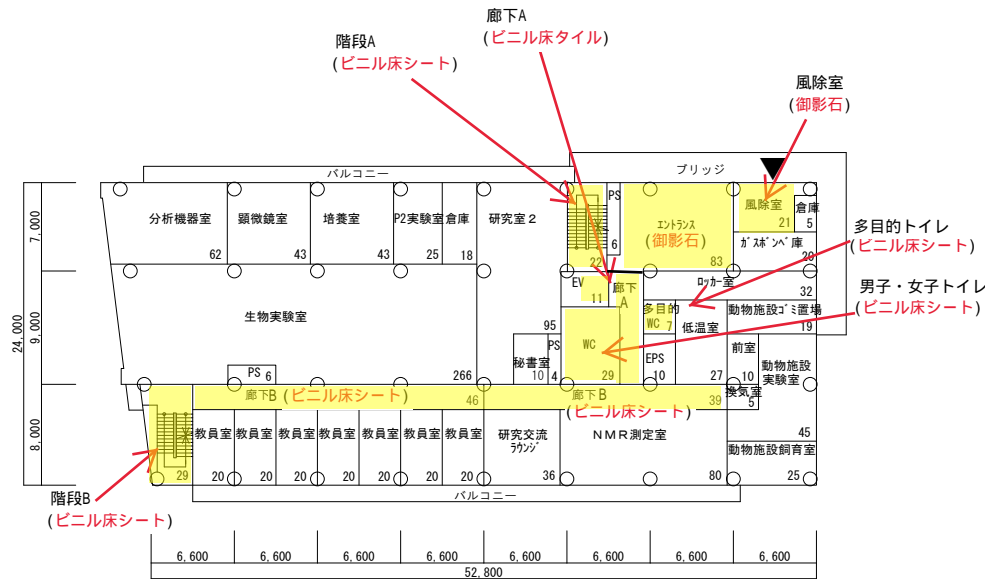 廊下A
(ビニル床タイル)
階段A
(ビニル床シート)
風除室
(御影石)
ブリッジ
バルコニー
7,000
9,000
8,000
24,000
分析機器室
62
顕微鏡室
43
培養室
43
P2実験室
25
倉庫
18
研究室2
22
PS
6
エントランス
(御影石)
83
風除室
21
倉庫
5
ガスボンベ庫
20
多目的トイレ
(ビニル床シート)
男子・女子トイレ
(ビニル床シート)
EV
11
廊下
A
ロッカー室
32
生物実験室
266
95
秘書室
10
PS
4
WC
29
多目的
WC
7
EPS
10
低温室
27
動物施設ゴミ置場
19
前室
10
動物施設
実験室
45
換気室
5
PS
6
廊下B (ビニル床シート)
46
廊下B
(ビニル床シート)
39
29
教員室
20
教員室
20
教員室
20
教員室
20
教員室
20
教員室
20
教員室
20
研究交流
ラウンジ
36
NMR測定室
80
動物施設飼育室
25
バルコニー
階段B
(ビニル床シート)
6,600
6,600
6,600
6,600
6,600
6,600
6,600
6,600
52,800